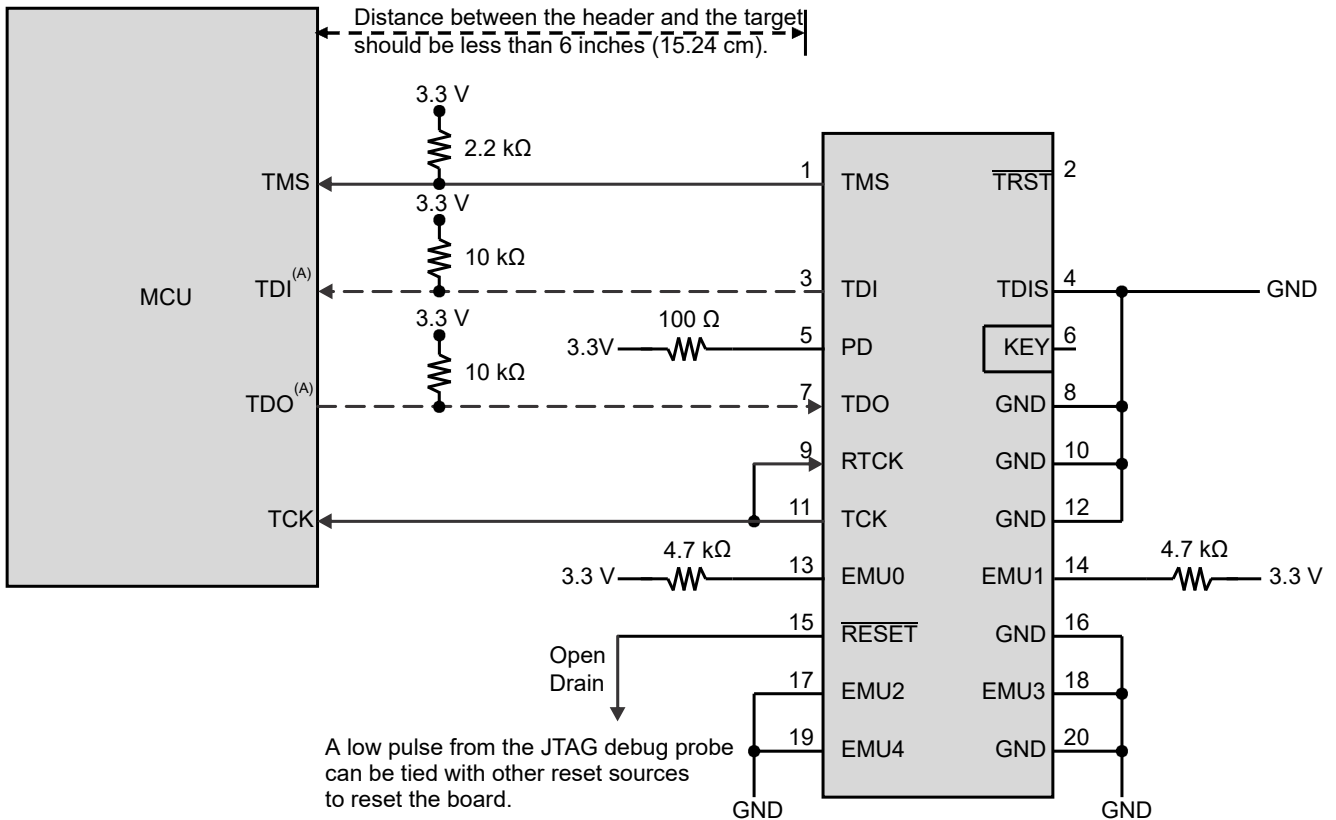 Distance between the header and the target
should be less than 6 inches (15.24 cm).
3.3 V
2.2 kΩ
TMS
1
TMS
TRST
2
3.3 V
10 kΩ
MCU
TDI(A)
3
TDI
TDIS
4
GND
3.3 V
10 kΩ
3.3V
100 Ω
5
PD
KEY
6
TDO(A)
7
TDO
GND
8
9
RTCK
GND
10
TCK
11
TCK
GND
12
3.3 V
4.7 kΩ
13
EMU0
EMU1
14
4.7 kΩ
3.3 V
15
RESET
GND
16
Open
Drain
17
EMU2
EMU3
18
19
EMU4
GND
20
A low pulse from the JTAG debug probe
can be tied with other reset sources
to reset the board.
GND
GND